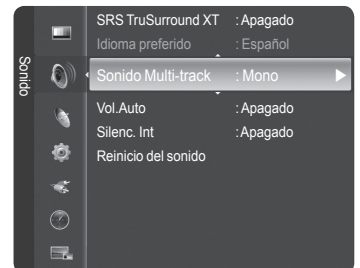 Sonido
SRS TruSurround XT : Apagado
Idioma preferido : Español
Sonido Multi-track : Mono
Vol.Auto : Apagado
Silenc. Int : Apagado
Reinicio del sonido